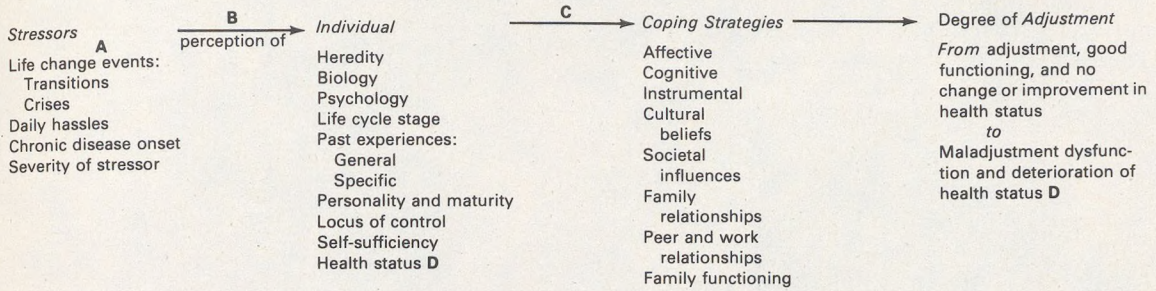 Stressors
A
Life change events:
Transitions
Crises
Daily hassles
Chronic disease onset
Severity of stressor
B
perception of
Individual
Heredity
Biology
Psychology
Life cycle stage
Past experiences:
General
Specific
Personality and maturity
Locus of control
Self-sufficiency
Health status D
C
Coping Strategies
Affective
Cognitive
Instrumental
Cultural
beliefs
Societal
influences
Family
relationships
Peer and work
relationships
Family functioning
Degree of Adjustment
From adjustment, good
functioning, and no
change or improvement in
health status
to
Maladjustment dysfunc-
tion and deterioration of
health status D